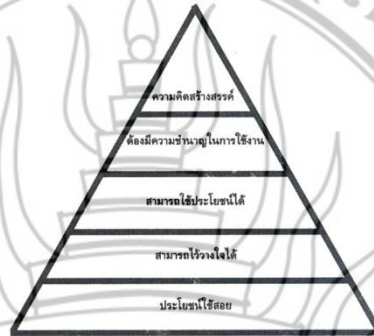 ความคิดสร้างสรรค์
ต้องมีความชำนาญในการใช้งาน
สามารถใช้ประโยชน์ได้
สามารถไว้วางใจได้
ประโยชน์ใช้สอย